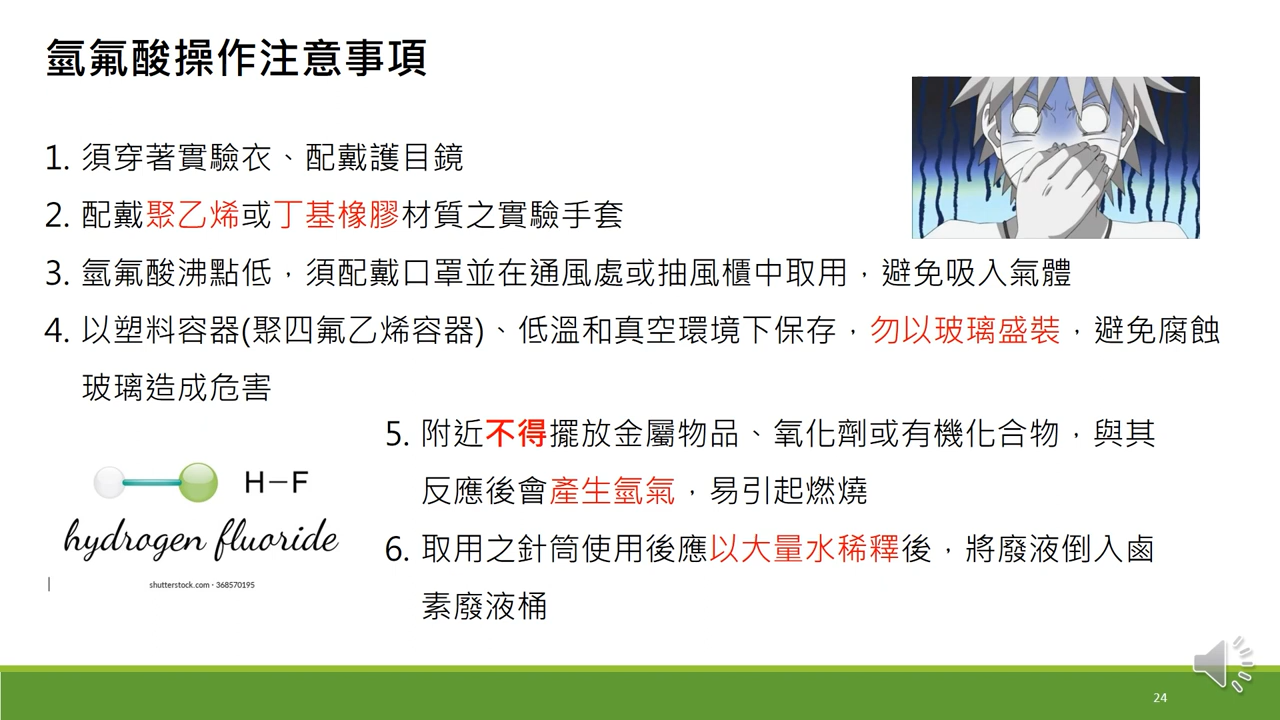 氫氟酸操作注意事項
1. 須穿著實驗衣、配戴護目鏡
2. 配戴聚乙烯或丁基橡膠材質之實驗手套
3. 氫氟酸沸點低，須配戴口罩並在通風處或抽風櫃中取用，避免吸入氣體
4. 以塑料容器(聚四氟乙烯容器)、低溫和真空環境下保存，勿以玻璃盛裝，避免腐蝕
玻璃造成危害
5. 附近不得擺放金屬物品、氧化劑或有機化合物，與其
反應後會產生氫氣，易引起燃燒
6. 取用之針筒使用後應以大量水稀釋後，將廢液倒入鹵
素廢液桶
H–F
hydrogen fluoride
shutterstock.com · 368570195
24